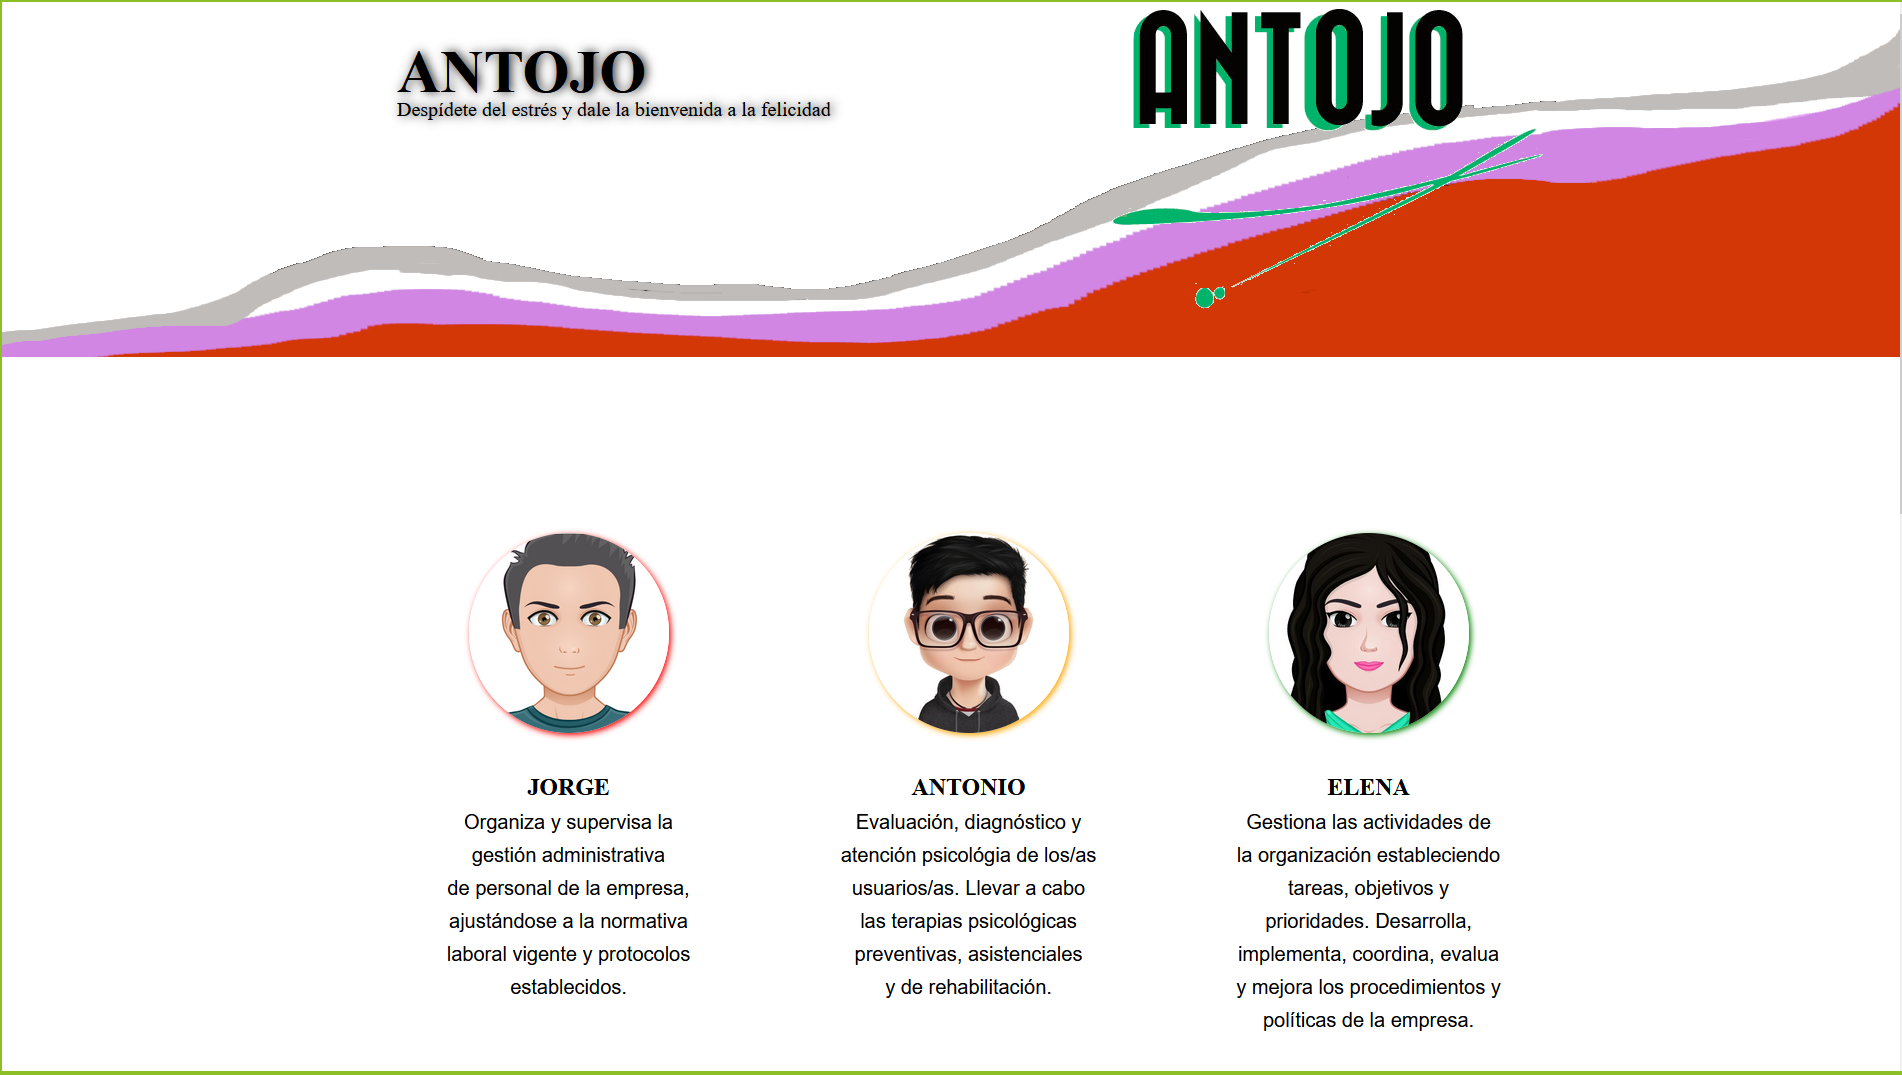 ANTOJO
Despídete del estrés y dale la bienvenida a la felicidad
ANTOJO
JORGE
Organiza y supervisa la
gestión administrativa
de personal de la empresa,
ajustándose a la normativa
laboral vigente y protocolos
establecidos.
ANTONIO
Evaluación, diagnóstico y
atención psicológia de los/as
usuarios/as. Llevar a cabo
las terapias psicológicas
preventivas, asistenciales
y de rehabilitación.
ELENA
Gestiona las actividades de
la organización estableciendo
tareas, objetivos y
prioridades. Desarrolla,
implementa, coordina, evalua
y mejora los procedimientos y
políticas de la empresa.